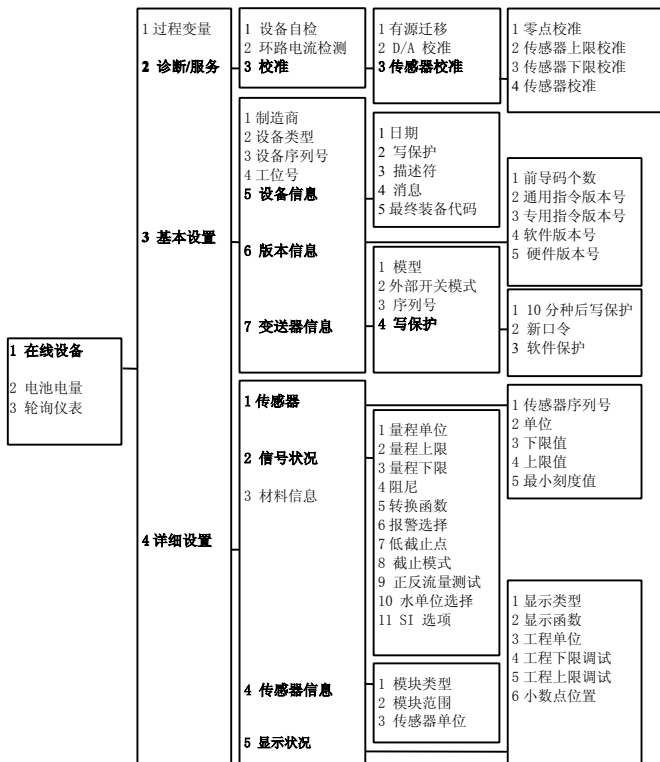 1 在线设备
2 电池电量
3 轮询仪表
1 过程变量
2 诊断/服务
3 基本设置
4 详细设置
1 设备自检
2 环路电流检测
3 校准
1 有源迁移
2 D/A 校准
3 传感器校准
1 零点校准
2 传感器上限校准
3 传感器下限校准
4 传感器校准
1 制造商
2 设备类型
3 设备序列号
4 工位号
5 设备信息
6 版本信息
7 变送器信息
1 日期
2 写保护
3 描述符
4 消息
5 最终装备代码
1 前导码个数
2 通用指令版本号
3 专用指令版本号
4 软件版本号
5 硬件版本号
1 模型
2 外部开关模式
3 序列号
4 写保护
1 10 分种后写保护
2 新口令
3 软件保护
1 传感器
2 信号状况
3 材料信息
4 传感器信息
5 显示状况
1 传感器序列号
2 单位
3 下限值
4 上限值
5 最小刻度值
1 量程单位
2 量程上限
3 量程下限
4 阻尼
5 转换函数
6 报警选择
7 低截止点
8 截止模式
9 正反流量测试
10 水单位选择
11 SI 选项
1 模块类型
2 模块范围
3 传感器单位
1 显示类型
2 显示函数
3 工程单位
4 工程下限调试
5 工程上限调试
6 小数点位置